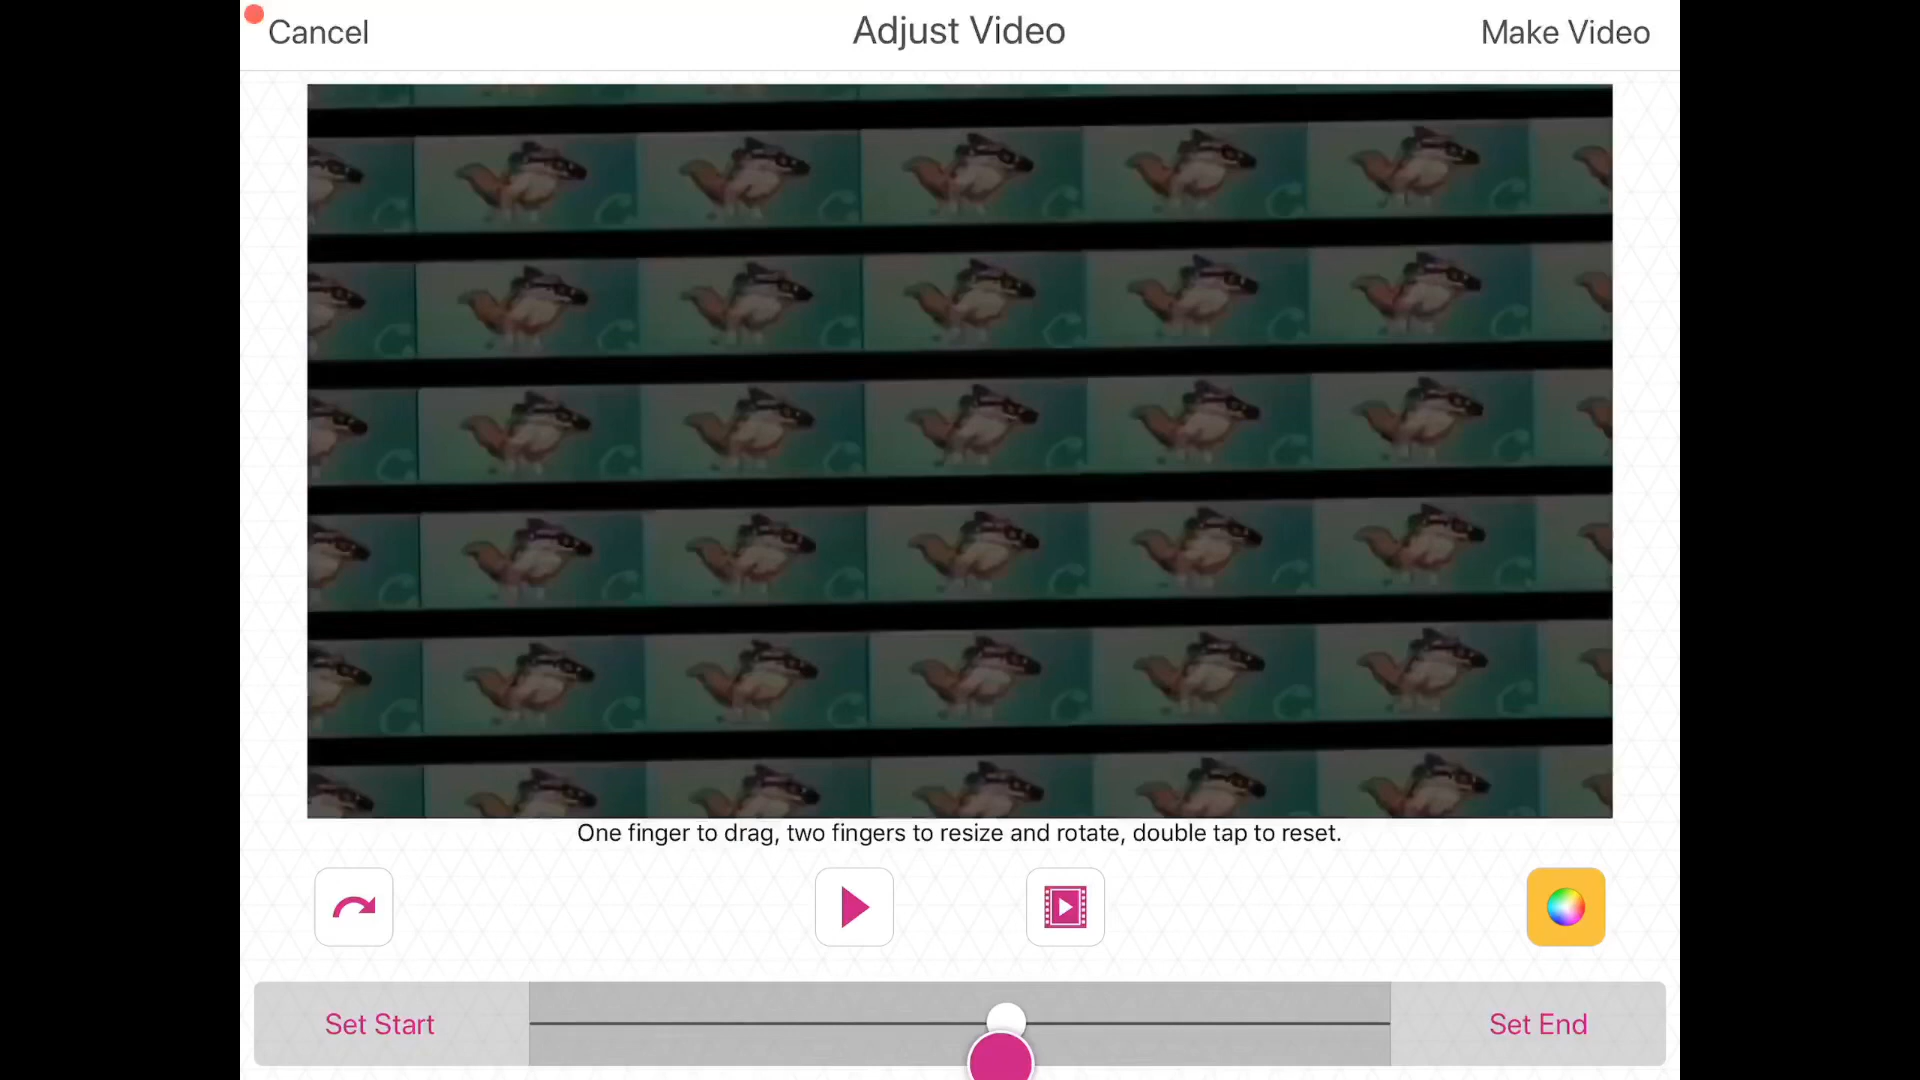 Cancel
Adjust Video
Make Video
One finger to drag, two fingers to resize and rotate, double tap to reset.
Set Start
Set End